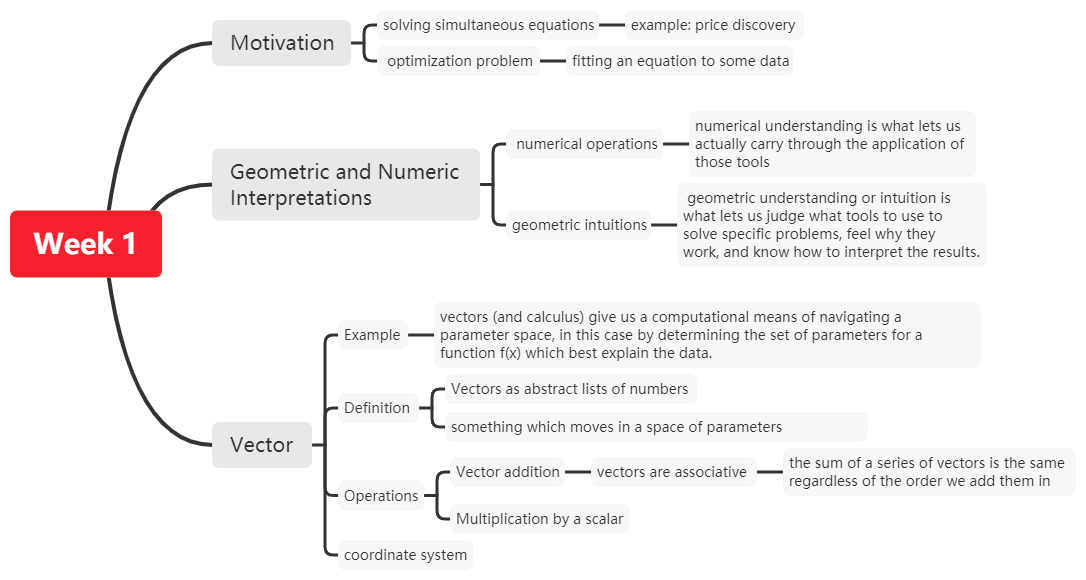 Week 1
Motivation
solving simultaneous equations
example: price discovery
optimization problem
fitting an equation to some data
Geometric and Numeric
Interpretations
numerical operations
numerical understanding is what lets us
actually carry through the application of
those tools
geometric intuitions
geometric understanding or intuition is
what lets us judge what tools to use to
solve specific problems, feel why they
work, and know how to interpret the results.
Vector
Example
vectors (and calculus) give us a computational means of navigating a
parameter space, in this case by determining the set of parameters for a
function f(x) which best explain the data.
Definition
Vectors as abstract lists of numbers
something which moves in a space of parameters
Operations
Vector addition
vectors are associative
the sum of a series of vectors is the same
regardless of the order we add them in
Multiplication by a scalar
coordinate system